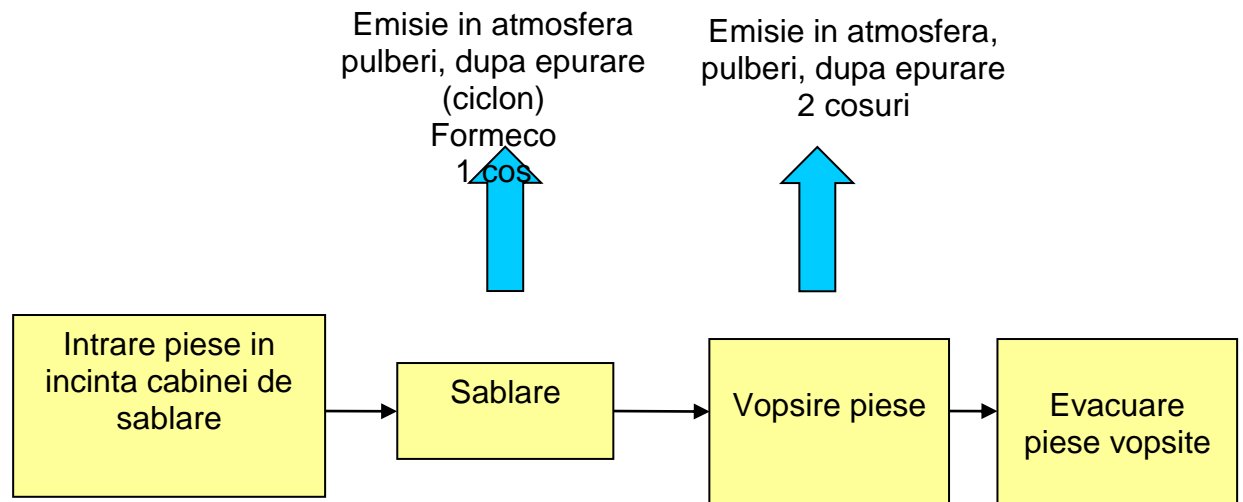 Emisie in atmosfera
pulberi, dupa epurare
(ciclon)
Formeco
1 cos
Emisie in atmosfera,
pulberi, dupa epurare
2 cosuri
Intrare piese in
incinta cabinei de
sablare
Sablare
Vopsire piese
Evacuare
piese vopsite